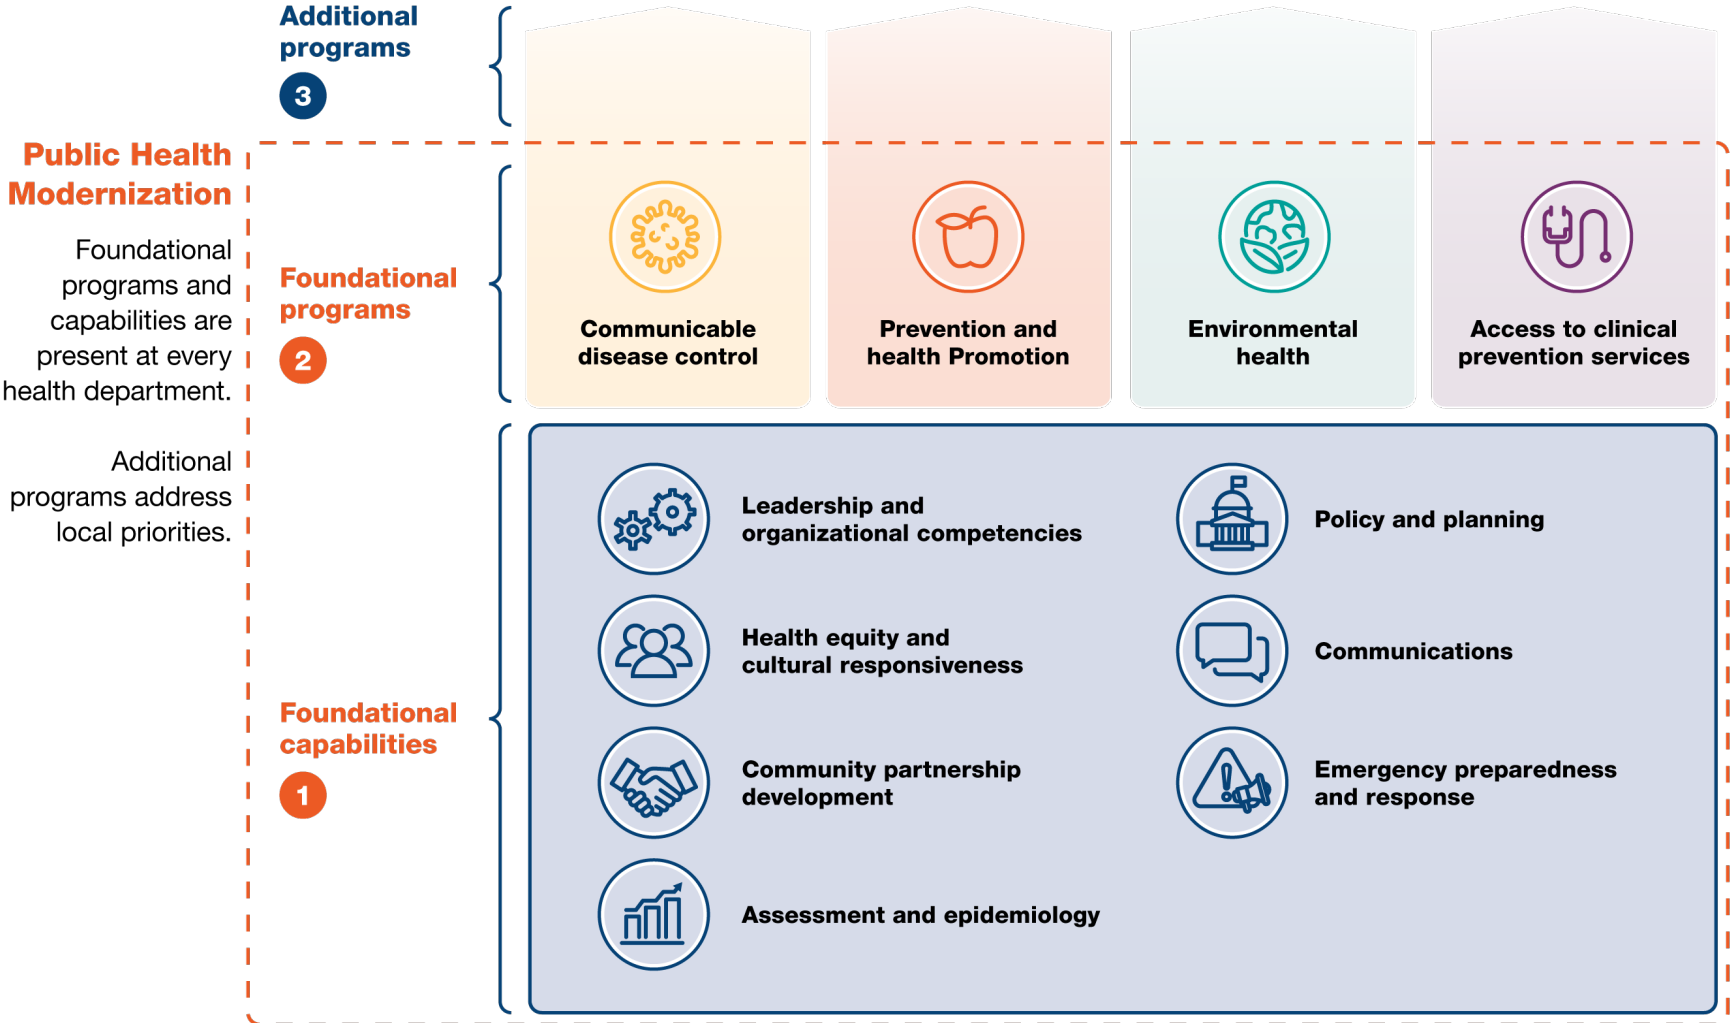 Additional
programs
3
Public Health
Modernization
Foundational
programs and
capabilities are
present at every
health department.
Additional
programs address
local priorities.
Foundational
programs
2
Communicable
disease control
Prevention and
health Promotion
Environmental
health
Access to clinical
prevention services
Foundational
capabilities
1
Leadership and
organizational competencies
Health equity and
cultural responsiveness
Community partnership
development
Assessment and epidemiology
Policy and planning
Communications
Emergency preparedness
and response